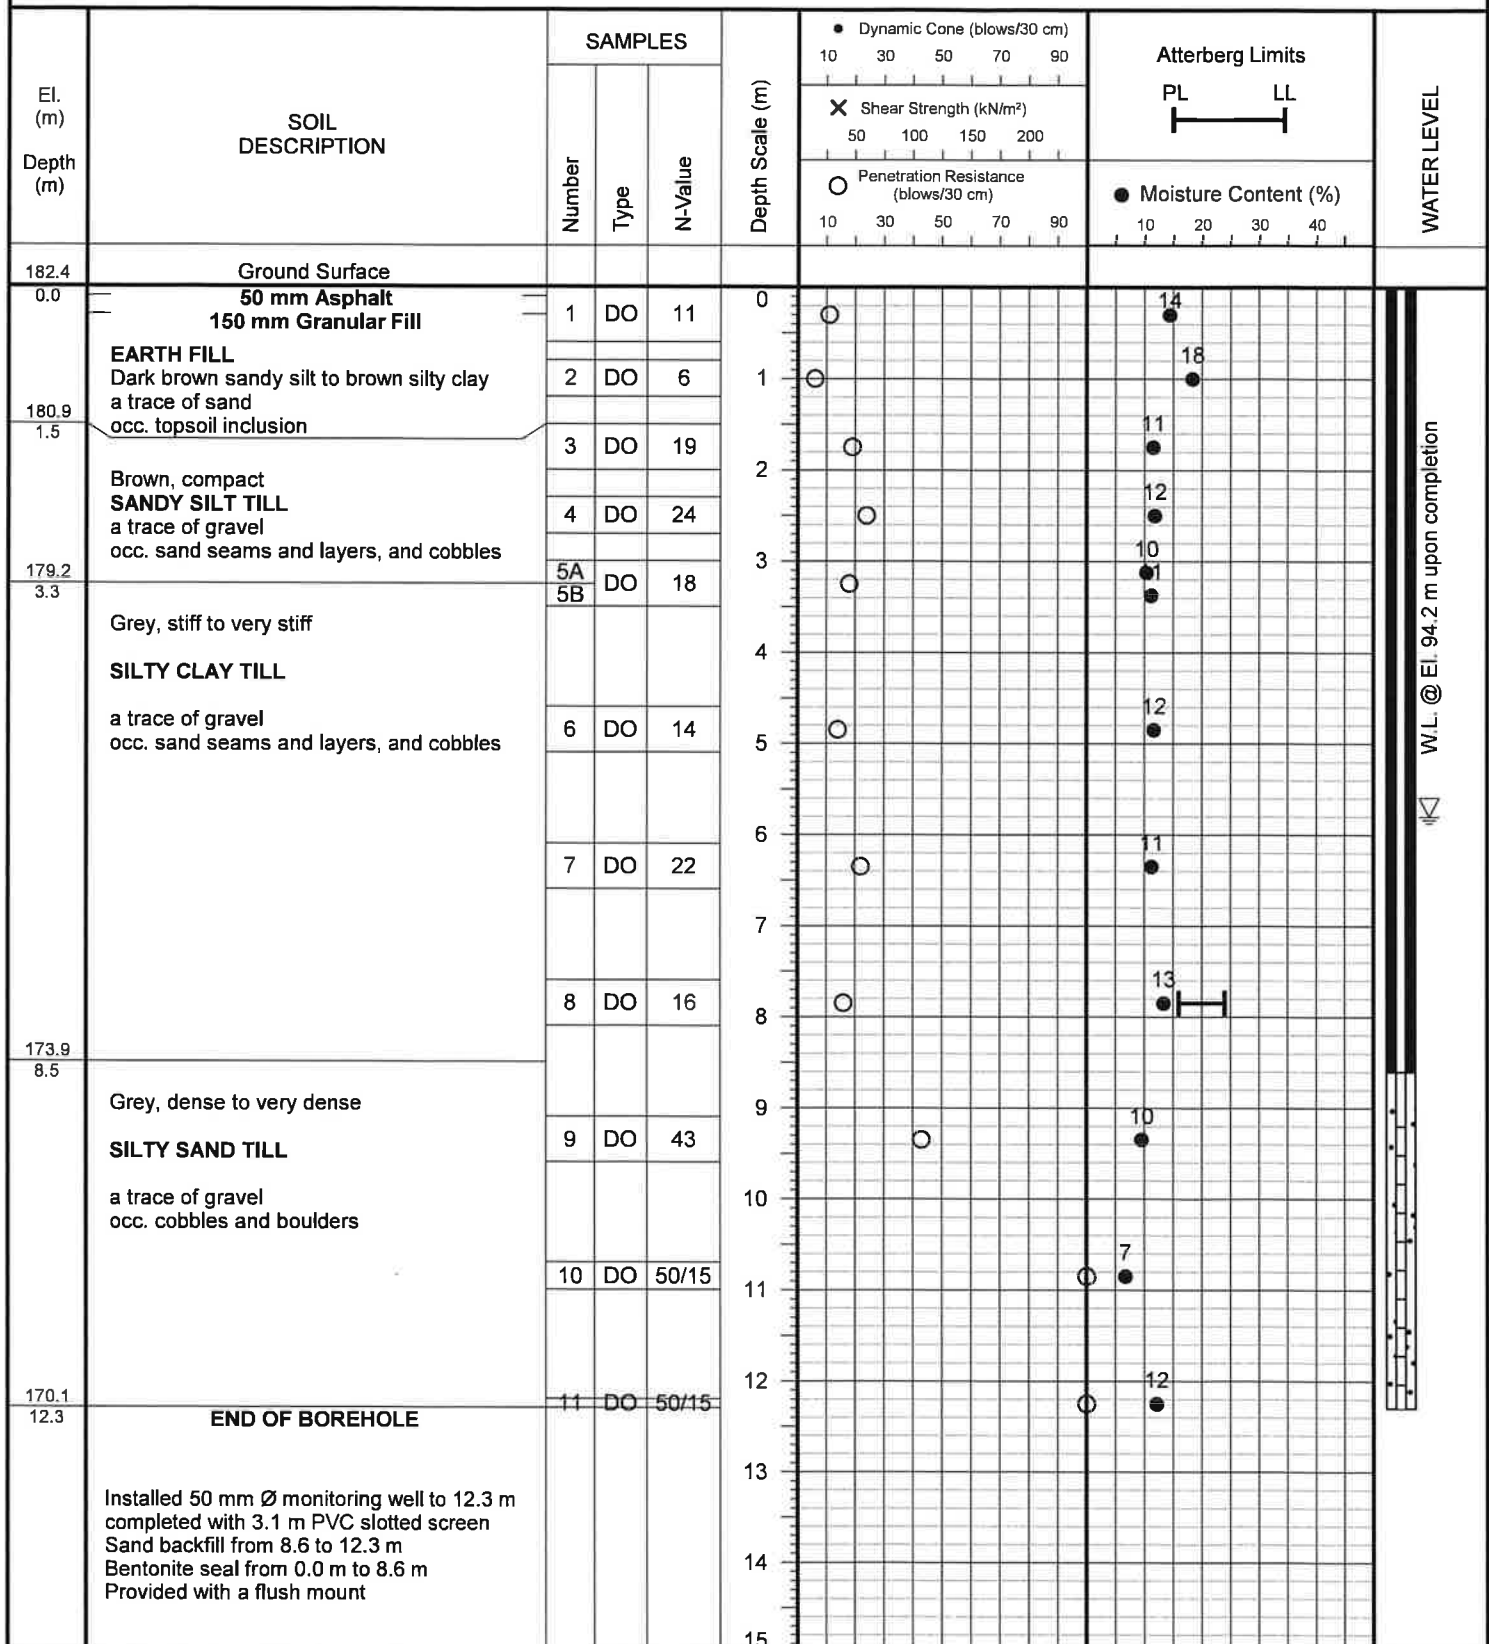 El.
(m)
Depth
(m)
SOIL
DESCRIPTION
SAMPLES
Number
Type
N-Value
Depth Scale (m)
● Dynamic Cone (blows/30 cm)
10 30 50 70 90
X Shear Strength (kN/m²)
50 100 150 200
O Penetration Resistance
(blows/30 cm)
10 30 50 70 90
Atterberg Limits
PL LL
● Moisture Content (%)
10 20 30 40
WATER LEVEL
182.4 Ground Surface
0.0 50 mm Asphalt
150 mm Granular Fill
1 DO 11 0 14
EARTH FILL
Dark brown sandy silt to brown silty clay
a trace of sand
occ. topsoil inclusion
2 DO 6 1 18
180.9
1.5
3 DO 19 2 11
Brown, compact
SANDY SILT TILL
a trace of gravel
occ. sand seams and layers, and cobbles
4 DO 24 12
3
179.2
3.3
5A
5B
DO 18 10
1
Grey, stiff to very stiff
SILTY CLAY TILL
a trace of gravel
occ. sand seams and layers, and cobbles
4
6 DO 14 12
5
6
7 DO 22 11
7
8 DO 16 13
8
W.L. @ El. 94.2 m upon completion
173.9
8.5
Grey, dense to very dense
SILTY SAND TILL
a trace of gravel
occ. cobbles and boulders
9
9 DO 43 10
10
10 DO 50/15 7
11
12
170.1
12.3
11 DO 50/15 12
END OF BOREHOLE
13
Installed 50 mm Ø monitoring well to 12.3 m
completed with 3.1 m PVC slotted screen
Sand backfill from 8.6 to 12.3 m
Bentonite seal from 0.0 m to 8.6 m
Provided with a flush mount
14
15